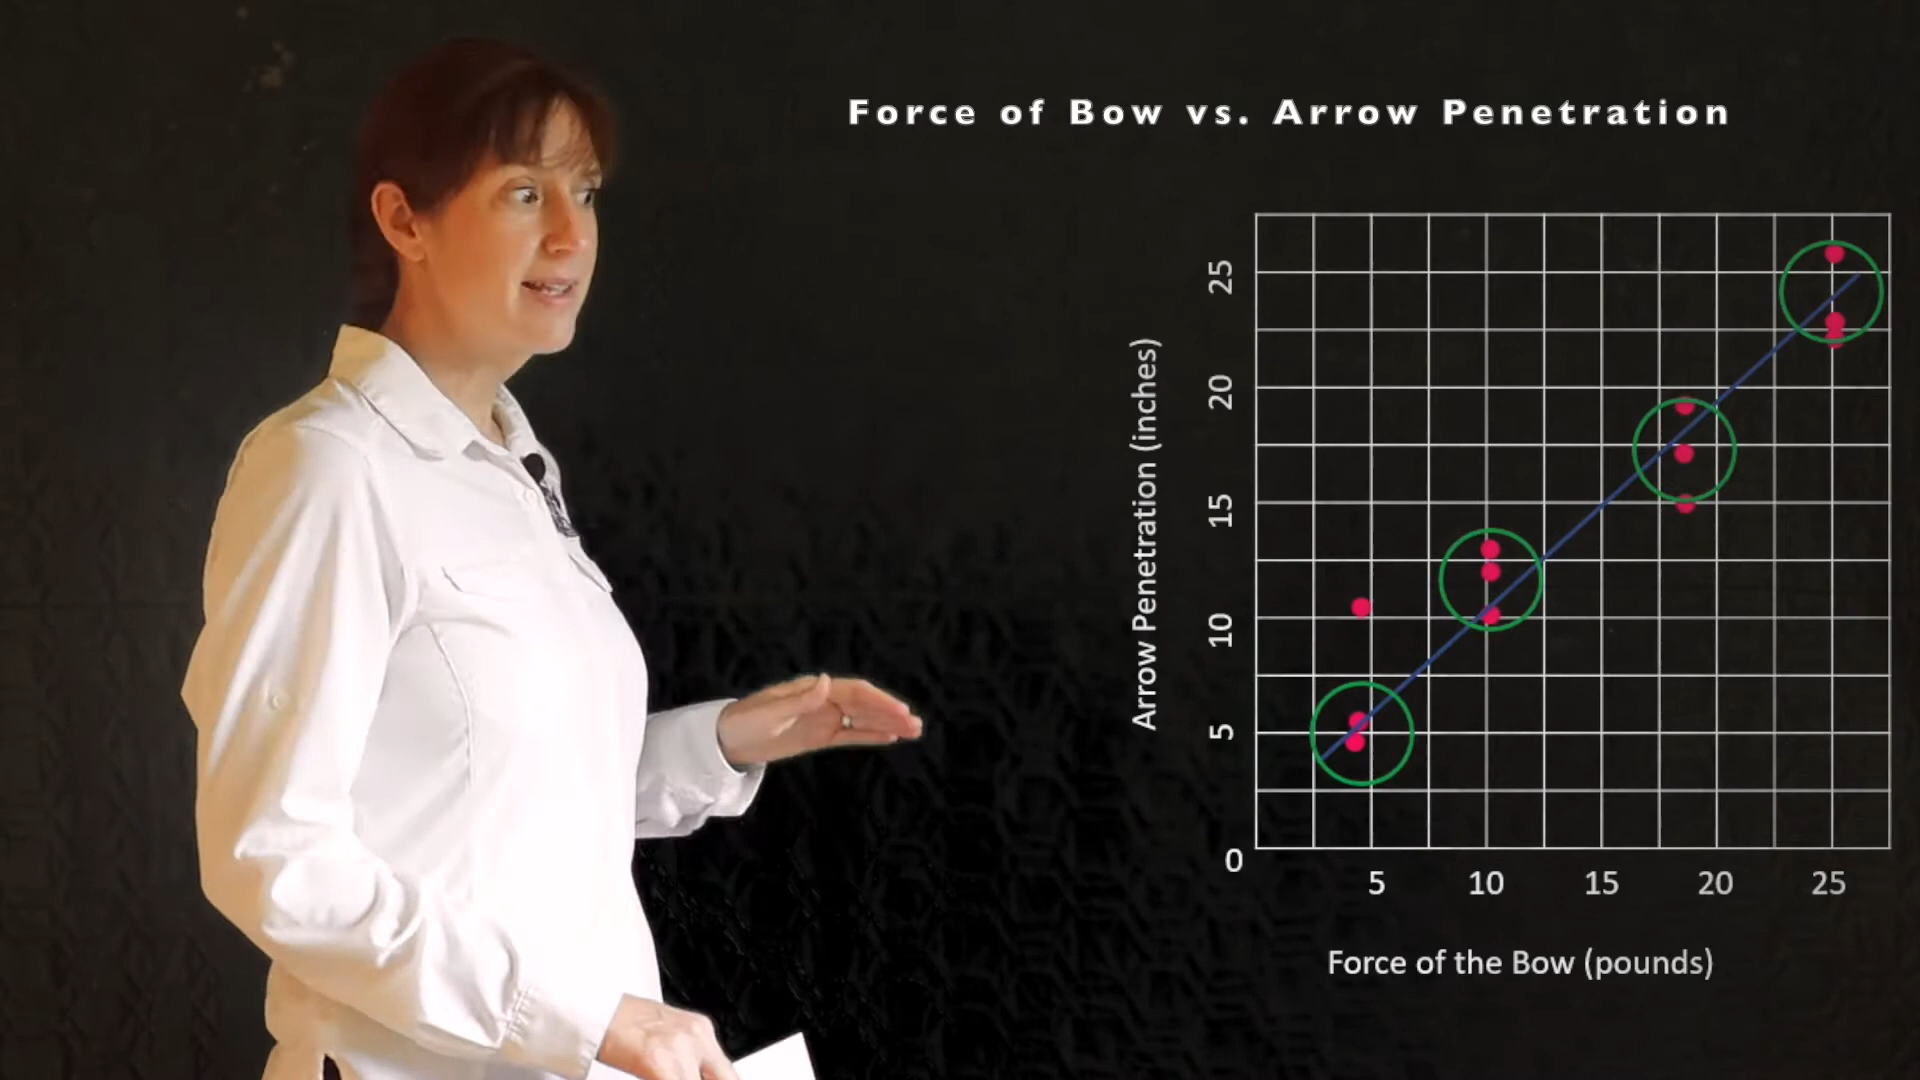 Force of Bow vs. Arrow Penetration
Arrow Penetration (inches)
25
20
15
10
5
0
5 10 15 20 25
Force of the Bow (pounds)